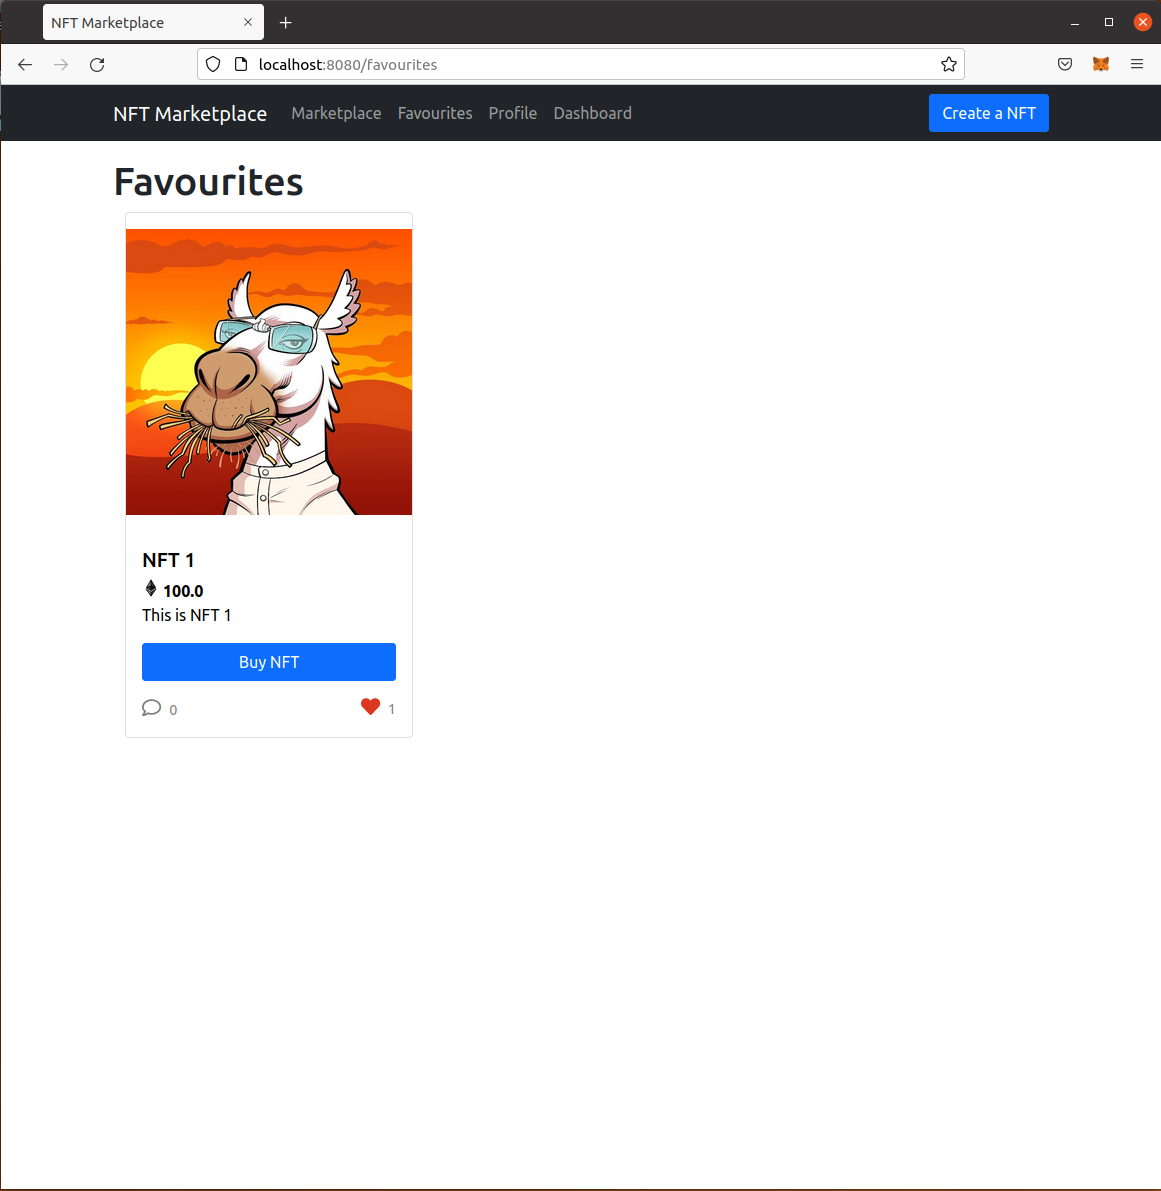 NFT Marketplace
localhost:8080/favourites
NFT Marketplace Marketplace Favourites Profile Dashboard Create a NFT
Favourites
NFT 1
100.0
This is NFT 1
Buy NFT
0 1